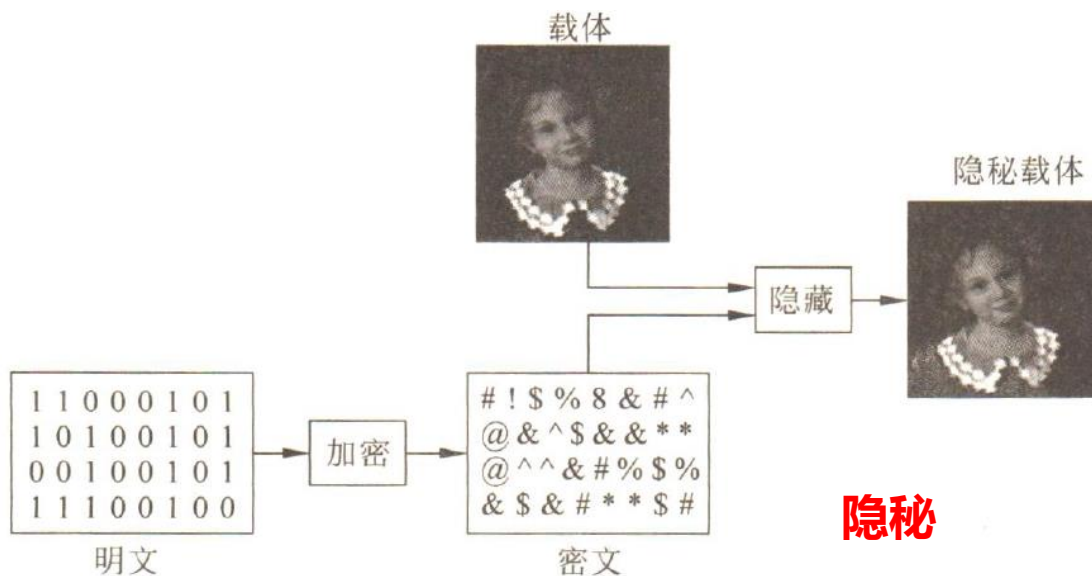 载体
隐秘载体
隐藏
1 1 0 0 0 1 0 1
1 0 1 0 0 1 0 1
0 0 1 0 0 1 0 1
1 1 1 0 0 1 0 0
加密
# ! $ % 8 & # ^
@ & ^ $ & & * *
@ ^ ^ & # % $ %
& $ & # * * $ #
隐秘
明文
密文